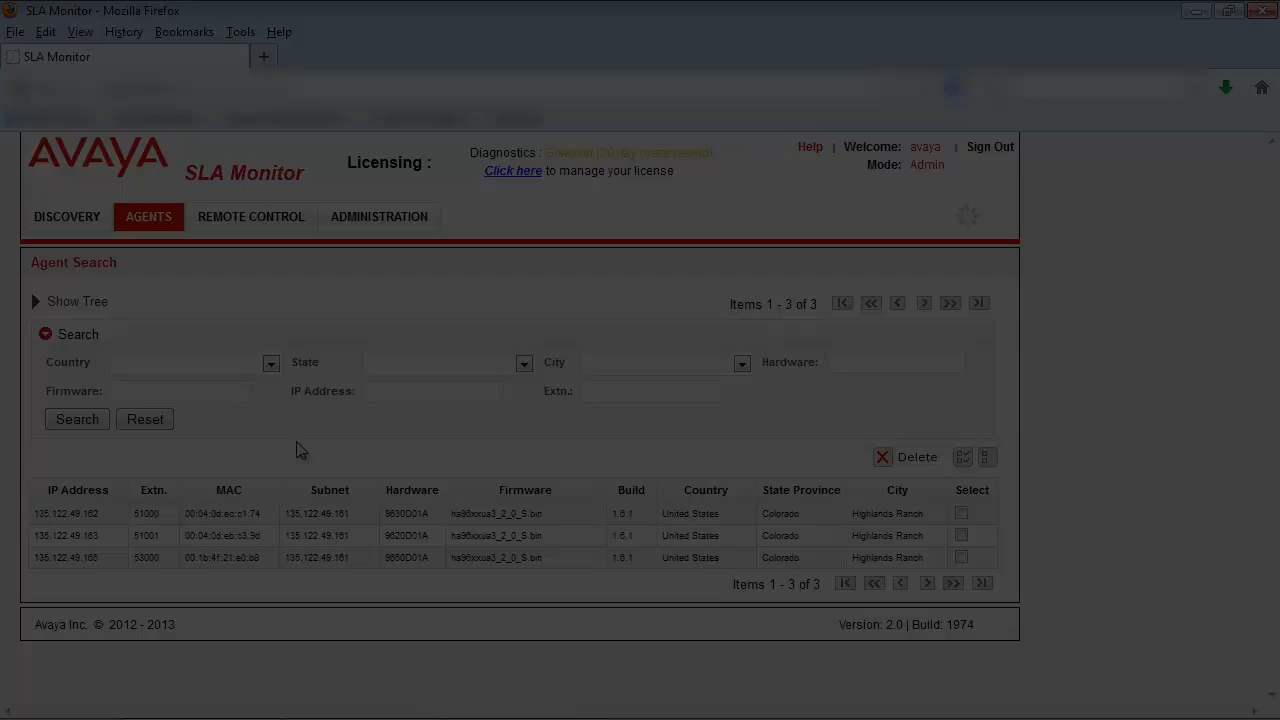 SLA Monitor - Mozilla Firefox
File Edit View History Bookmarks Tools Help
SLA Monitor +
AVAYA SLA Monitor
Licensing :
Diagnostics : Enabled (20 day grace period)
Click here to manage your license
Help | Welcome: avaya | Sign Out
Mode: Admin
DISCOVERY AGENTS REMOTE CONTROL ADMINISTRATION
Agent Search
Show Tree
Items 1 - 3 of 3
Search
Country State City Hardware:
Firmware: IP Address: Extn.:
Search Reset
Delete
IP Address Extn. MAC Subnet Hardware Firmware Build Country State Province City Select
135.122.49.162 51000 00:04:0d:ec:c1:74 135.122.49.161 9630D01A ha96xxua3_2_0_S.bin 1.6.1 United States Colorado Highlands Ranch
135.122.49.163 51001 00:04:0d:eb:c3:9d 135.122.49.161 9620D01A ha96xxua3_2_0_S.bin 1.6.1 United States Colorado Highlands Ranch
135.122.49.165 53000 00:1b:4f:21:e0:b8 135.122.49.161 9650D01A ha96xxua3_2_0_S.bin 1.6.1 United States Colorado Highlands Ranch
Items 1 - 3 of 3
Avaya Inc. © 2012 - 2013
Version: 2.0 | Build: 1974